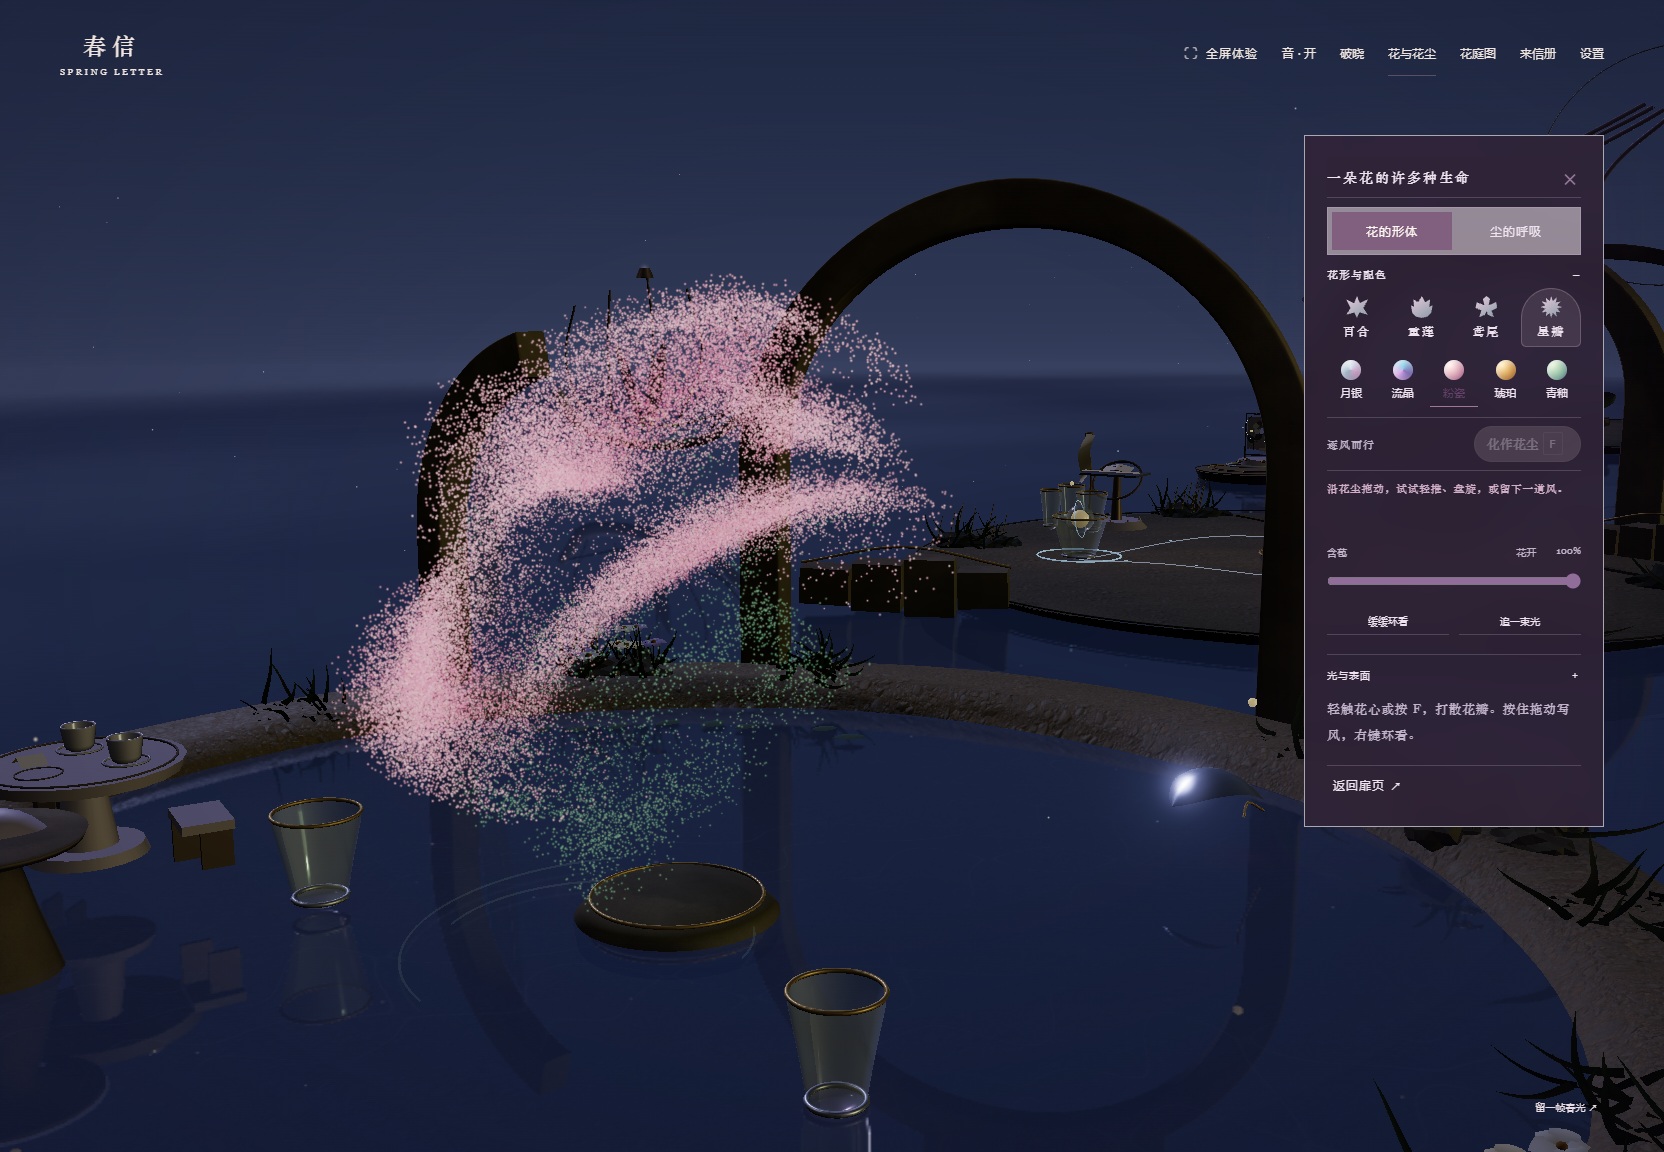 春信
SPRING LETTER
全屏体验 音·开 破晓 花与花尘 花庭图 来信册 设置
一朵花的许多种生命
花的形体 尘的呼吸
花形与配色
百合 重莲 鸢尾 星瓣
月银 流晶 粉瓷 琥珀 青釉
逐风而行 化作花尘 F
沿花尘拖动，试试轻推、盘旋，或留下一道风。
含苞 花开 100%
缓缓环看 追一束光
光与表面
轻触花心或按 F，打散花瓣。按住拖动写
风，右键环看。
返回扉页 ↗
留一帧春光 ↗